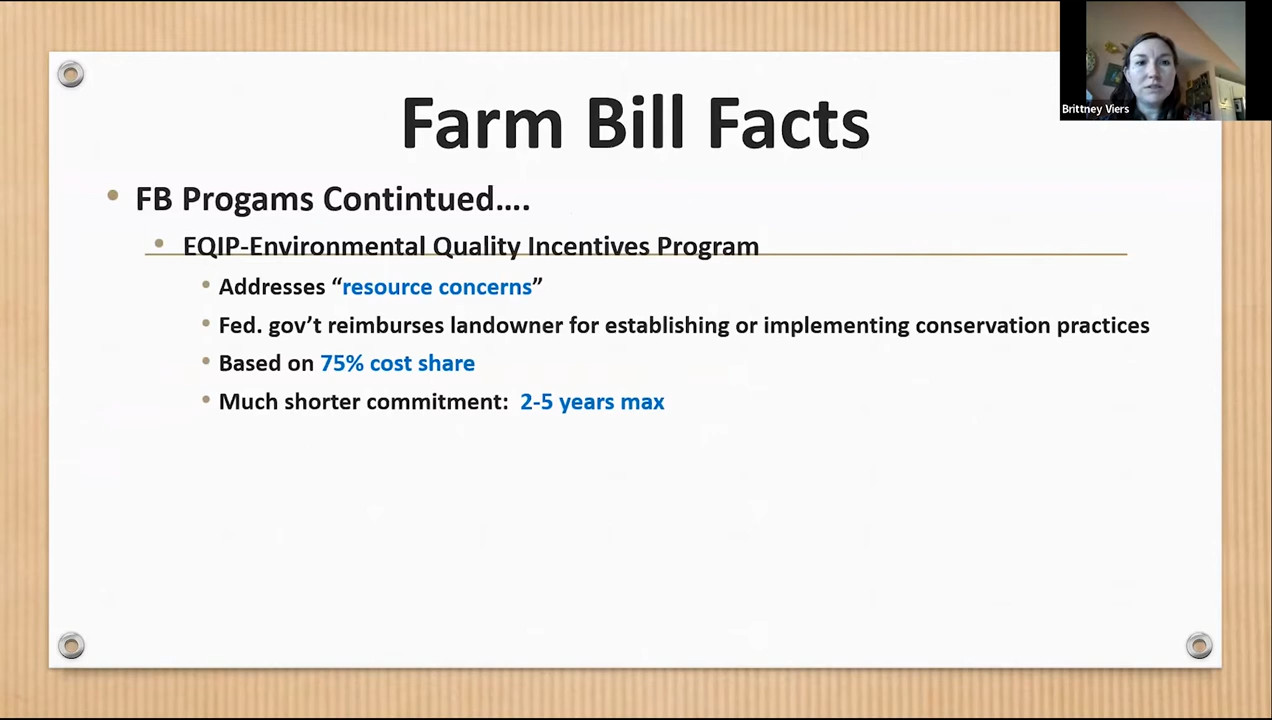 Farm Bill Facts
Brittney Viers
• FB Progams Contintued....
• EQIP-Environmental Quality Incentives Program
• Addresses “resource concerns”
• Fed. gov’t reimburses landowner for establishing or implementing conservation practices
• Based on 75% cost share
• Much shorter commitment:  2-5 years max